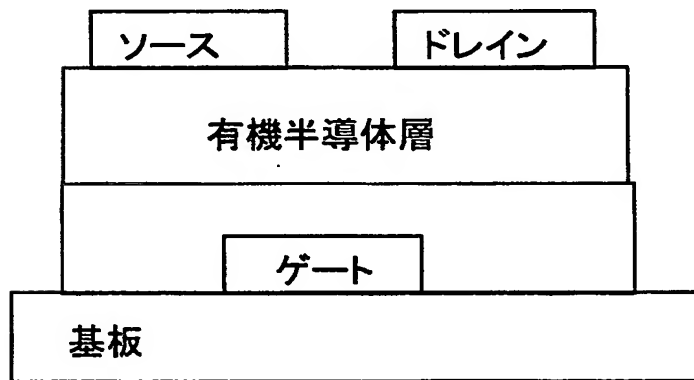 ソース
ドレイン
有機半導体層
ゲート
基板